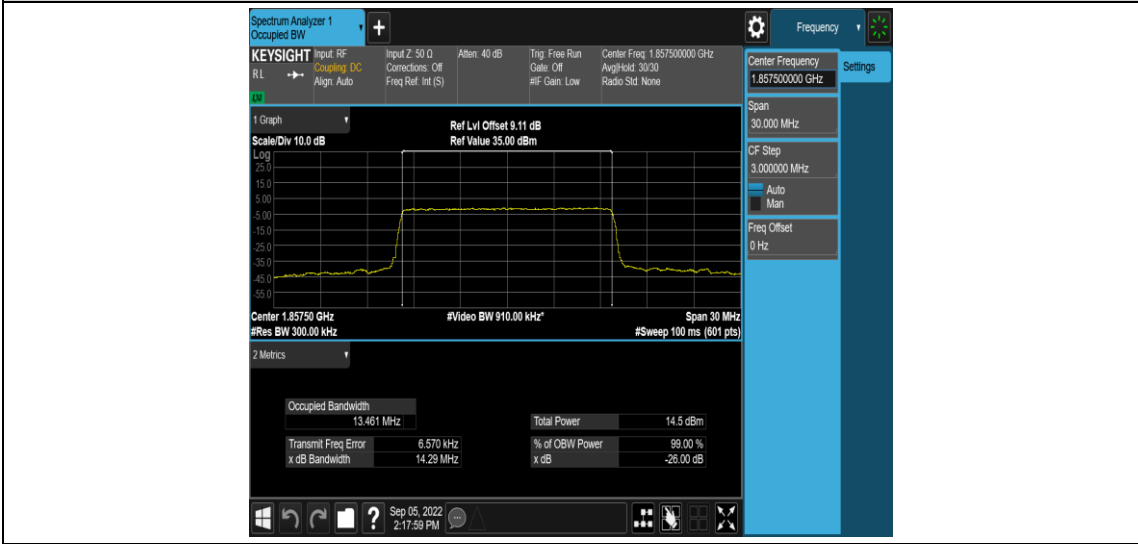 Spectrum Analyzer 1
Occupied BW
+
Frequency
KEYSIGHT
RL
LNI
Input: RF
Coupling: DC
Align: Auto
Input Z: 50 Ω
Corrections: Off
Freq Ref: Int (S)
Atten: 40 dB
Trig: Free Run
Gate: Off
#IF Gain: Low
Center Freq: 1.857500000 GHz
Avg|Hold: 30/30
Radio Std: None
Center Frequency
1.857500000 GHz
Settings
Span
30.000 MHz
CF Step
3.000000 MHz
Auto
Man
Freq Offset
0 Hz
1 Graph
Scale/Div 10.0 dB
Ref Lvl Offset 9.11 dB
Ref Value 35.00 dBm
Log
25.0
15.0
5.00
-5.00
-15.0
-25.0
-35.0
-45.0
-55.0
Center 1.85750 GHz
#Video BW 910.00 kHz*
Span 30 MHz
#Res BW 300.00 kHz
#Sweep 100 ms (601 pts)
2 Metrics
Occupied Bandwidth
13.461 MHz
Total Power 14.5 dBm
Transmit Freq Error 6.570 kHz
% of OBW Power 99.00 %
x dB Bandwidth 14.29 MHz
x dB -26.00 dB
?
Sep 05, 2022
2:17:59 PM